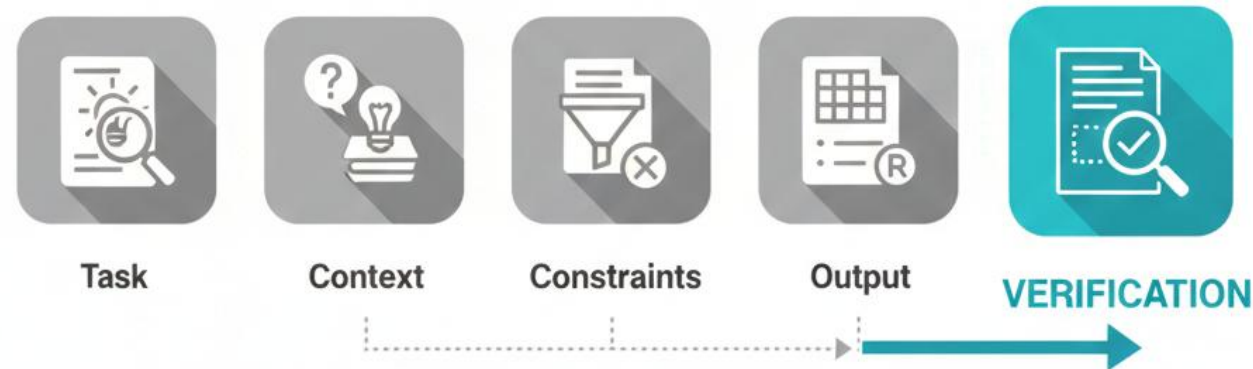 ?
R
Task
Context
Constraints
Output
VERIFICATION